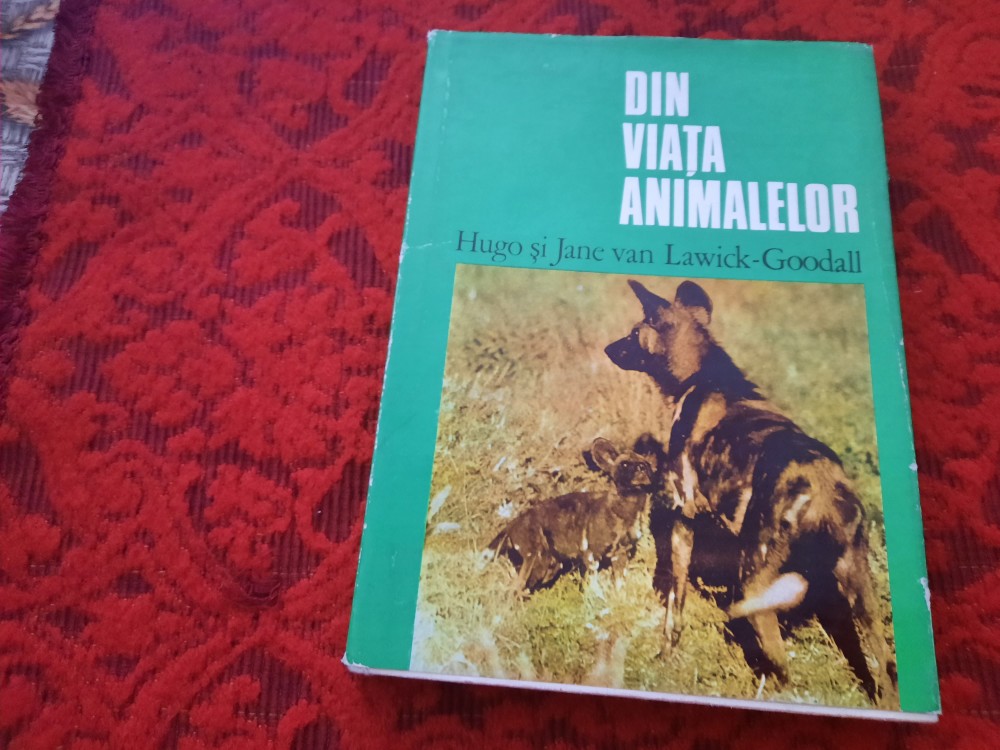 DIN
VIAȚA
ANIMALELOR
Hugo și Jane van Lawick-Goodall